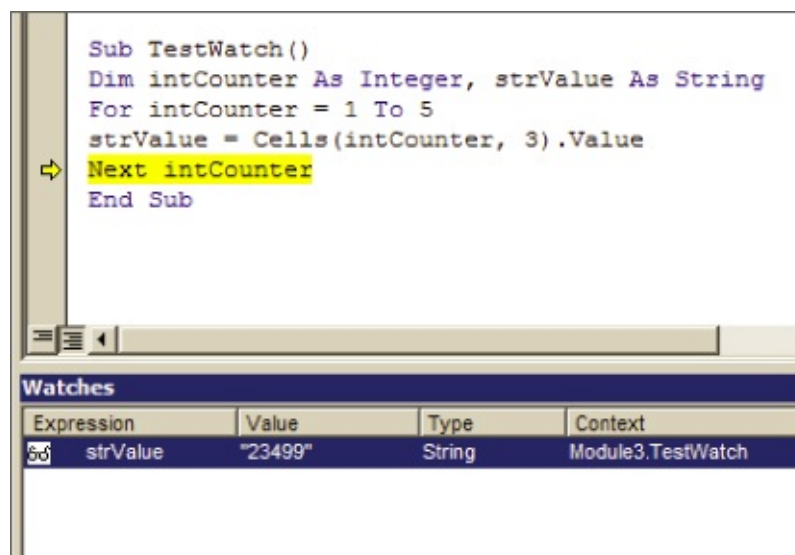 Sub TestWatch()
Dim intCounter As Integer, strValue As String
For intCounter = 1 To 5
strValue = Cells(intCounter, 3).Value
Next intCounter
End Sub
Watches
Expression Value Type Context
strValue "23499" String Module3.TestWatch